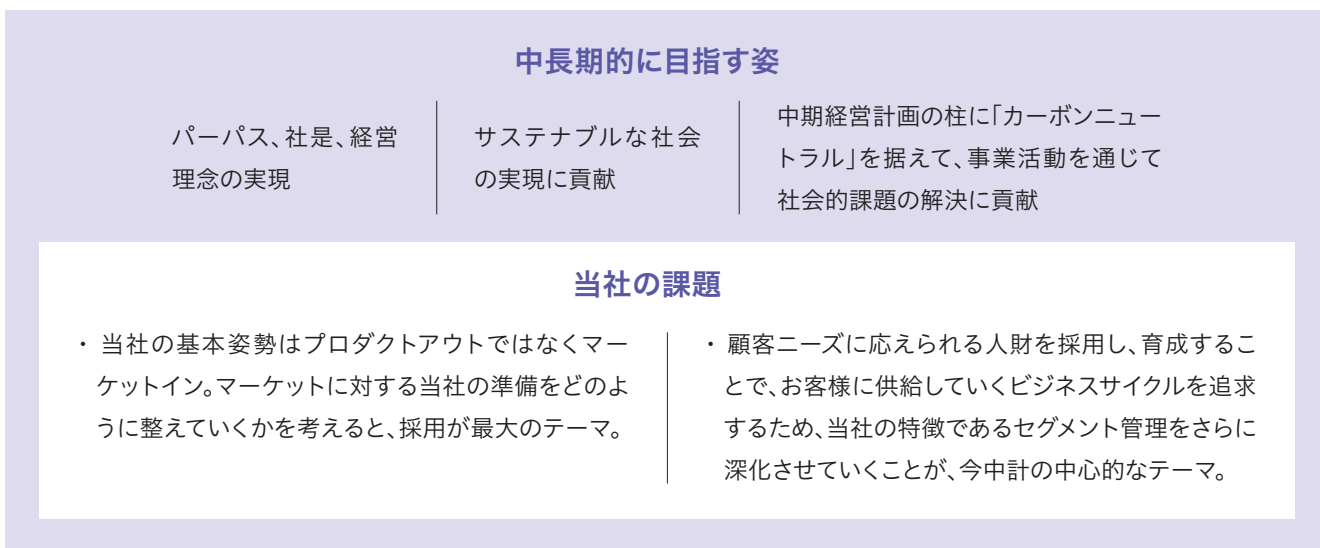 中長期的に目指す姿
パーパス、社是、経営
理念の実現
サステナブルな社会
の実現に貢献
中期経営計画の柱に「カーボンニュー
トラル」を据えて、事業活動を通じて
社会的課題の解決に貢献
当社の課題
・ 当社の基本姿勢はプロダクトアウトではなくマー
ケットイン。マーケットに対する当社の準備をどのよ
うに整えていくかを考えると、採用が最大のテーマ。
・ 顧客ニーズに応えられる人財を採用し、育成するこ
とで、お客様に供給していくビジネスサイクルを追求
するため、当社の特徴であるセグメント管理をさらに
深化させていくことが、今中計の中心的なテーマ。